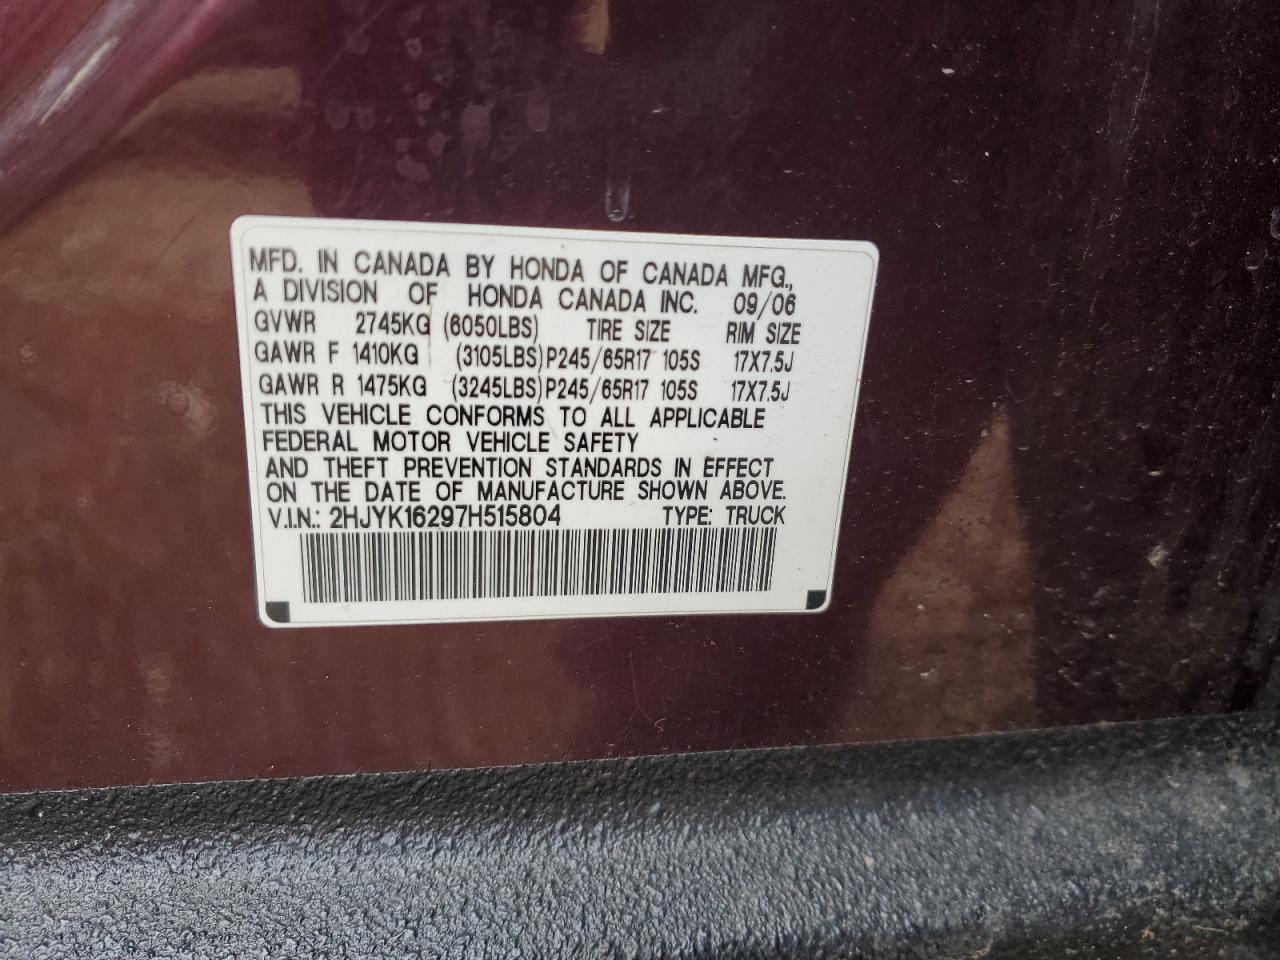 MFD. IN CANADA BY HONDA OF CANADA MFG.,
A DIVISION OF HONDA CANADA INC. 09/06
GVWR 2745KG (6050LBS) TIRE SIZE RIM SIZE
GAWR F 1410KG (3105LBS) P245/65R17 105S 17X7.5J
GAWR R 1475KG (3245LBS) P245/65R17 105S 17X7.5J
THIS VEHICLE CONFORMS TO ALL APPLICABLE
FEDERAL MOTOR VEHICLE SAFETY
AND THEFT PREVENTION STANDARDS IN EFFECT
ON THE DATE OF MANUFACTURE SHOWN ABOVE.
V.I.N.: 2HJYK16297H515804 TYPE: TRUCK